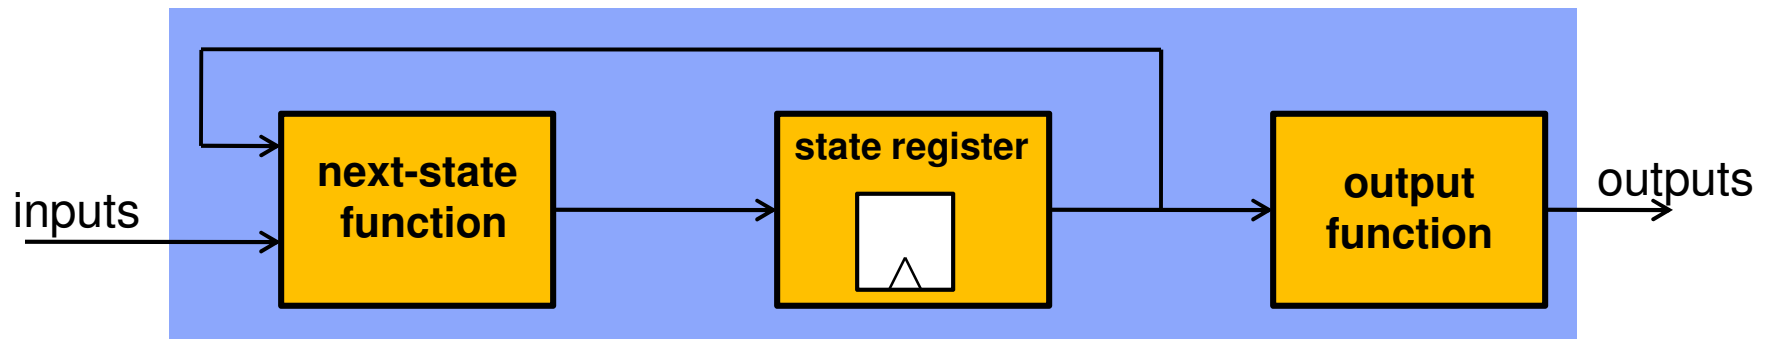 inputs
next-state
function
state register
output
function
outputs